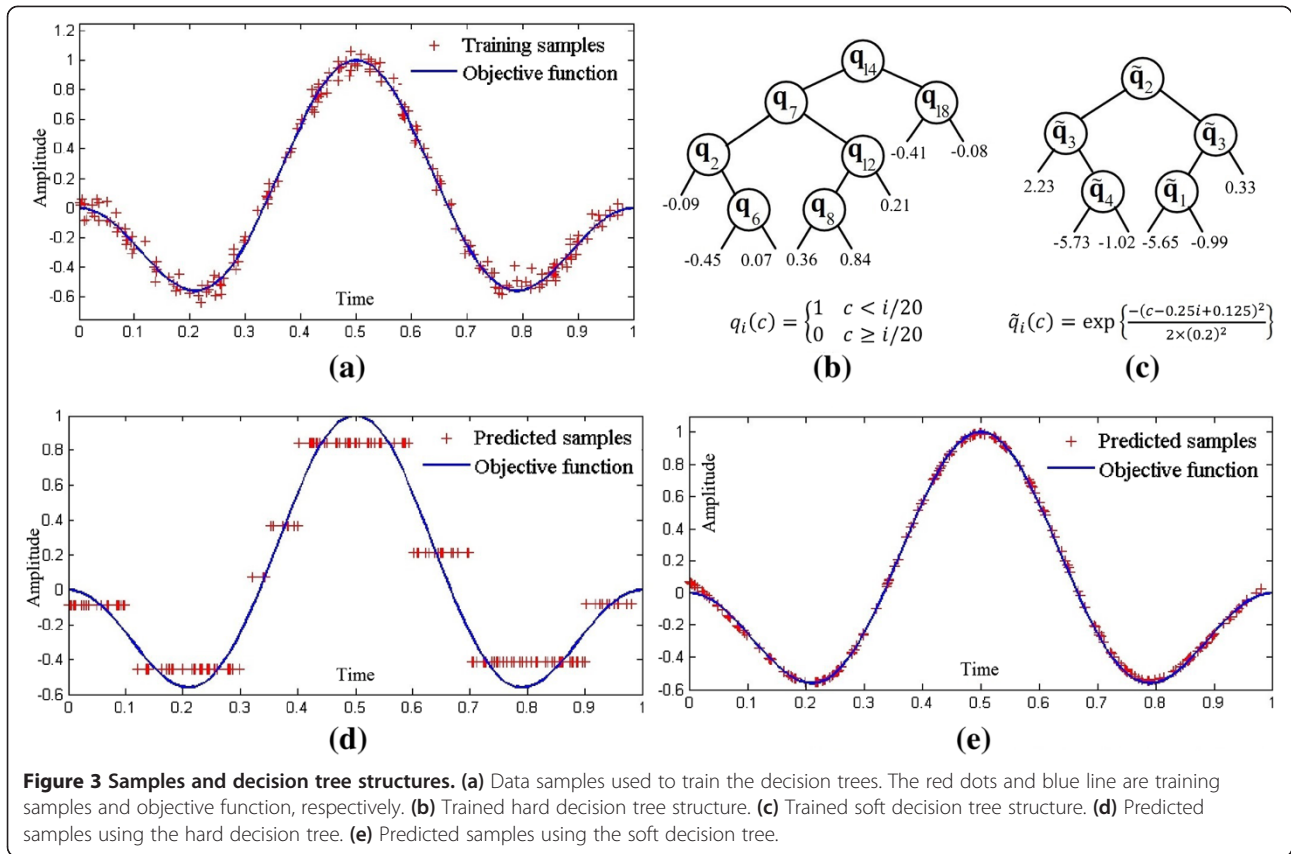 1.2
1
0.8
0.6
0.4
0.2
0
-0.2
-0.4
-0.6
Amplitude
+ Training samples
Objective function
Time
0 0.1 0.2 0.3 0.4 0.5 0.6 0.7 0.8 0.9 1
(a)
q14
q7 q18
q2 q12 -0.41 -0.08
-0.09 q6 q8 0.21
-0.45 0.07 0.36 0.84
qi(c) = {1 c < i/20
0 c ≥ i/20
(b)
q̃2
q̃3 q̃3
2.23 q̃4 q̃1 0.33
-5.73 -1.02 -5.65 -0.99
q̃i(c) = exp{-(c-0.25i+0.125)²/2×(0.2)²}
(c)
1
0.8
0.6
0.4
0.2
0
-0.2
-0.4
-0.6
Amplitude
+ Predicted samples
Objective function
Time
0 0.1 0.2 0.3 0.4 0.5 0.6 0.7 0.8 0.9 1
(d)
1
0.8
0.6
0.4
0.2
0
-0.2
-0.4
-0.6
Amplitude
+ Predicted samples
Objective function
Time
0 0.1 0.2 0.3 0.4 0.5 0.6 0.7 0.8 0.9 1
(e)
Figure 3 Samples and decision tree structures. (a) Data samples used to train the decision trees. The red dots and blue line are training
samples and objective function, respectively. (b) Trained hard decision tree structure. (c) Trained soft decision tree structure. (d) Predicted
samples using the hard decision tree. (e) Predicted samples using the soft decision tree.